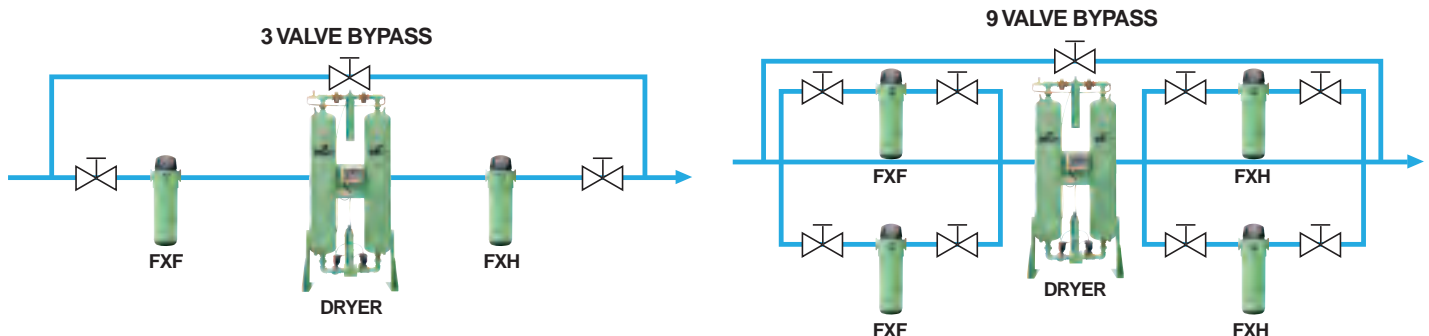 3 VALVE BYPASS
FXF
FXH
DRYER
9 VALVE BYPASS
FXF
FXH
DRYER
FXF
FXH